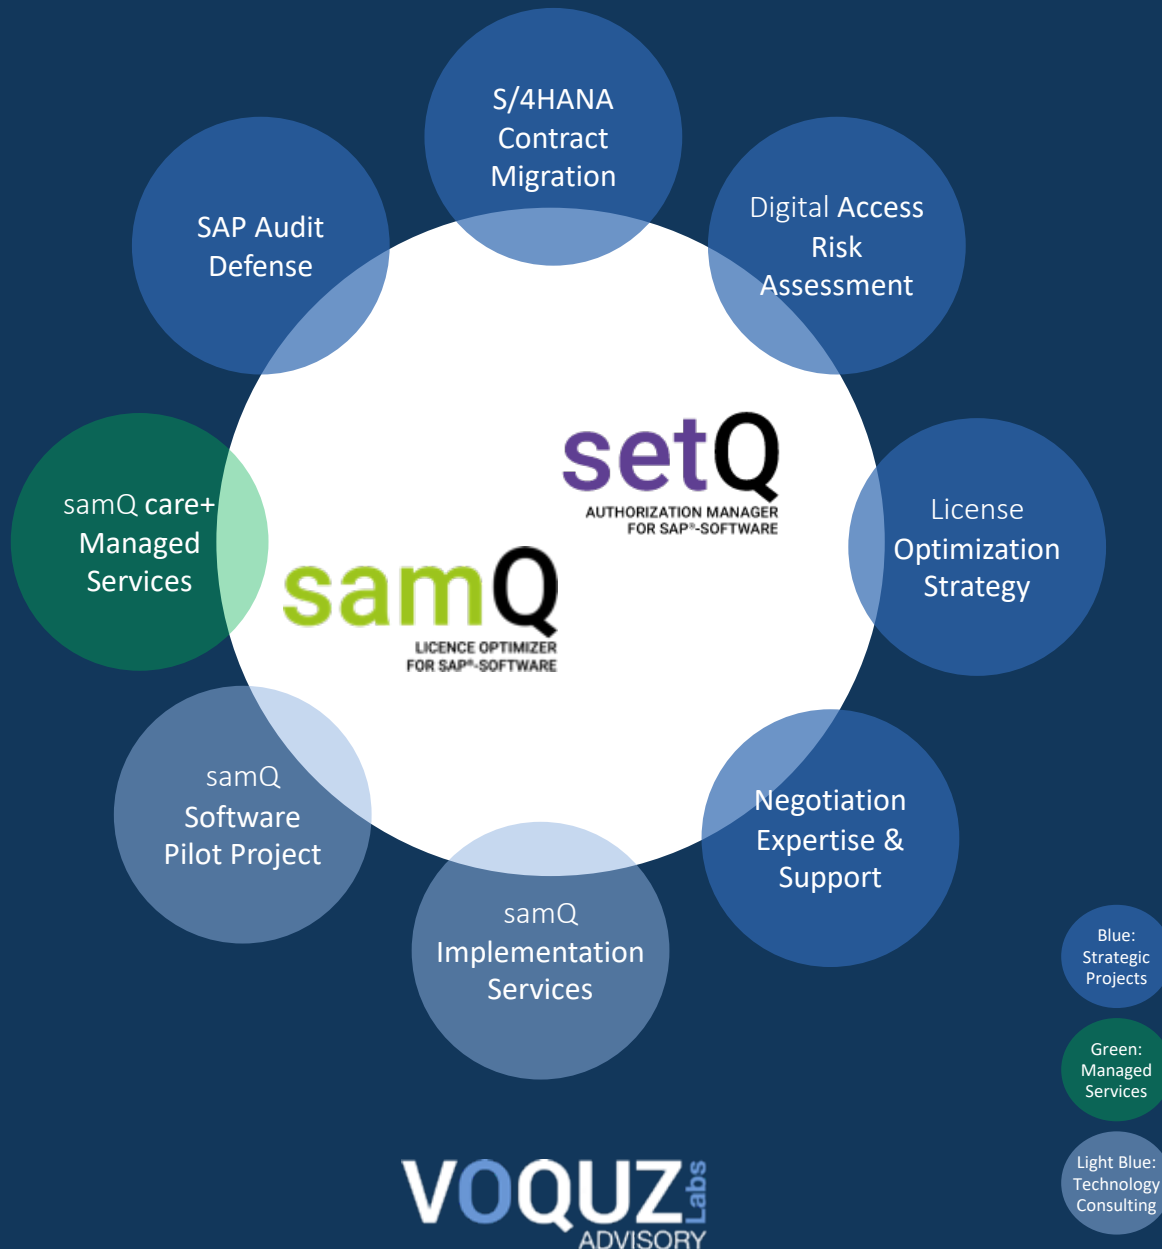 S/4HANA
Contract
Migration
Digital Access
Risk
Assessment
SAP Audit
Defense
setQ
AUTHORIZATION MANAGER
FOR SAP®-SOFTWARE
samQ care+
Managed
Services
License
Optimization
Strategy
samQ
LICENCE OPTIMIZER
FOR SAP®-SOFTWARE
samQ
Software
Pilot Project
Negotiation
Expertise &
Support
samQ
Implementation
Services
Blue:
Strategic
Projects
Green:
Managed
Services
Light Blue:
Technology
Consulting
VOQUZ Labs
ADVISORY